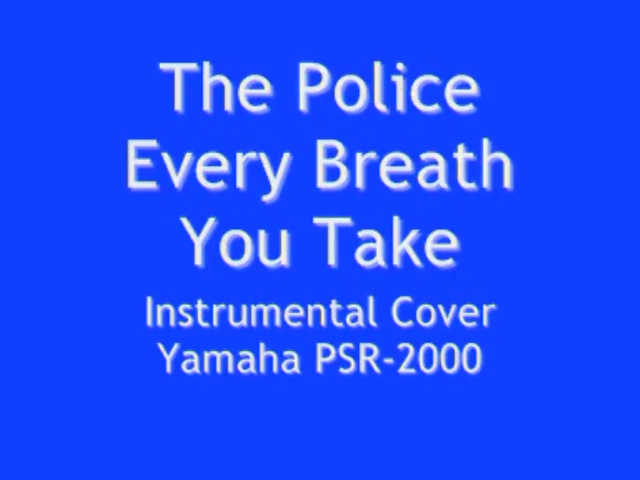 The Police
Every Breath
You Take
Instrumental Cover
Yamaha PSR-2000